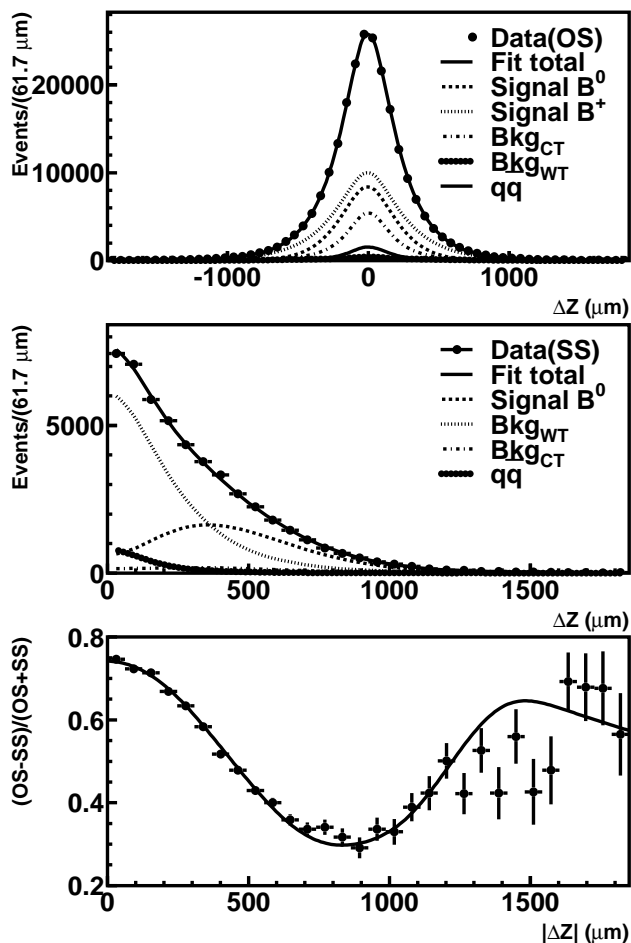 Events/(61.7 μm)
20000
10000
0
-1000
0
1000
ΔZ (μm)
Data(OS)
Fit total
Signal B⁰
Signal B⁺
Bkg_CT
Bkg_WT
qq̄
Events/(61.7 μm)
5000
0
0
500
1000
1500
ΔZ (μm)
Data(SS)
Fit total
Signal B⁰
Bkg_WT
Bkg_CT
qq̄
(OS-SS)/(OS+SS)
0.8
0.6
0.4
0.2
0
500
1000
1500
|ΔZ| (μm)